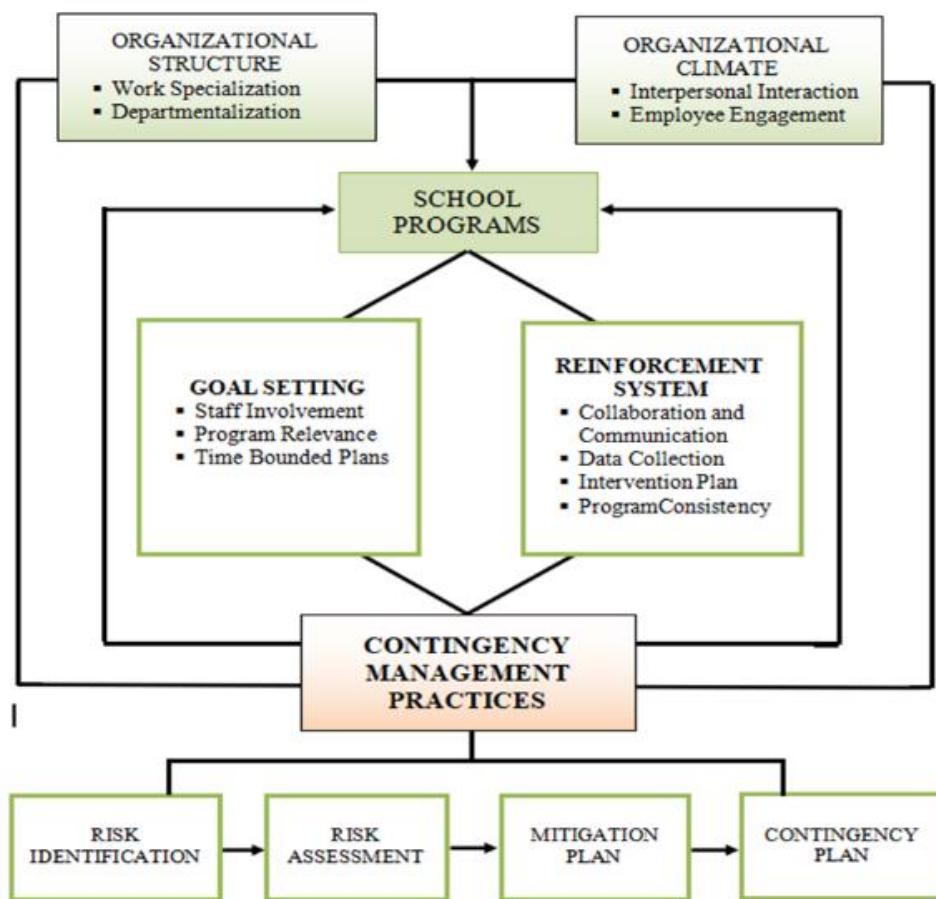 ORGANIZATIONAL
STRUCTURE
▪ Work Specialization
▪ Departmentalization
ORGANIZATIONAL
CLIMATE
▪ Interpersonal Interaction
▪ Employee Engagement
SCHOOL
PROGRAMS
GOAL SETTING
▪ Staff Involvement
▪ Program Relevance
▪ Time Bounded Plans
REINFORCEMENT
SYSTEM
▪ Collaboration and
Communication
▪ Data Collection
▪ Intervention Plan
▪ ProgramConsistency
CONTINGENCY
MANAGEMENT
PRACTICES
RISK
IDENTIFICATION
RISK
ASSESSMENT
MITIGATION
PLAN
CONTINGENCY
PLAN